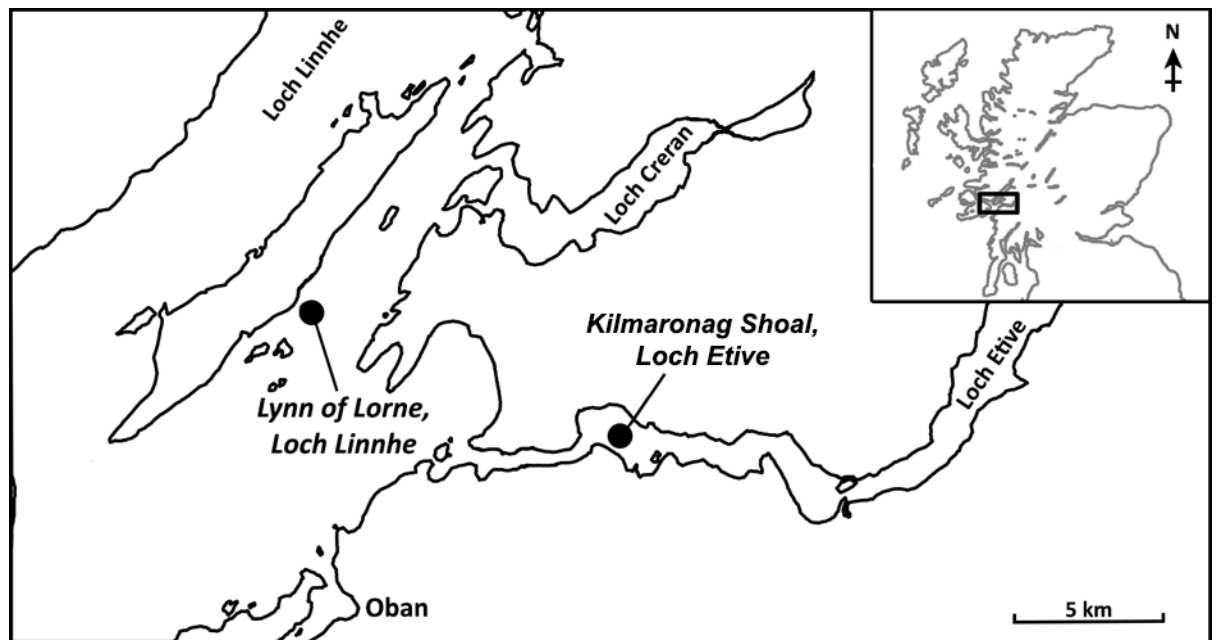 Loch Linnhe
N
Loch Creran
Kilmaronag Shoal,
Loch Etive
Loch Etive
Lynn of Lorne,
Loch Linnhe
Oban
5 km